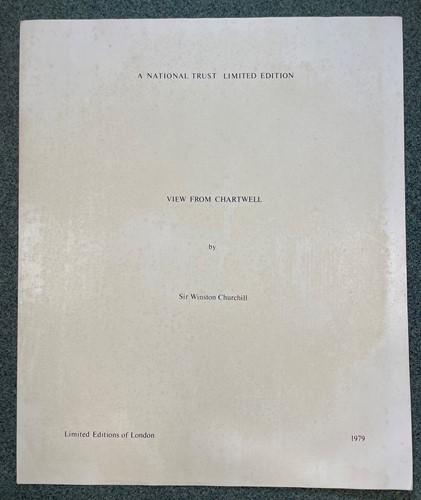 A NATIONAL TRUST LIMITED EDITION
VIEW FROM CHARTWELL
by
Sir Winston Churchill
Limited Editions of London 1979